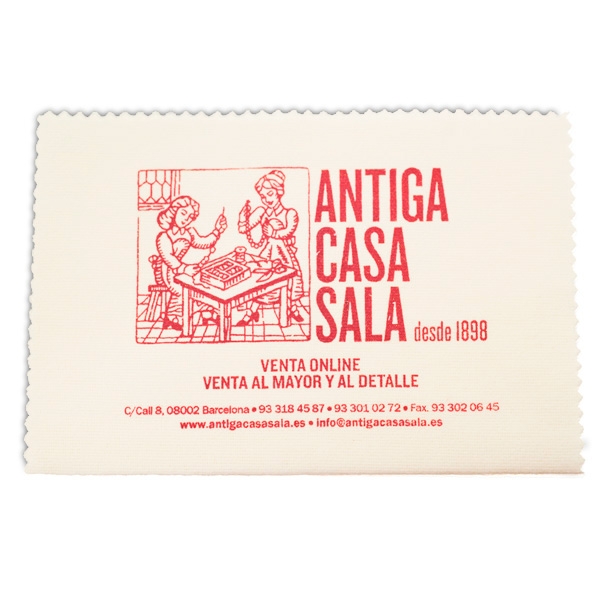 ANTIGA
CASA
SALA desde 1898
VENTA ONLINE
VENTA AL MAYOR Y AL DETALLE
C/Call 8, 08002 Barcelona • 93 318 45 87 • 93 301 02 72 • Fax. 93 302 06 45
www.antigacasasala.es • info@antigacasasala.es